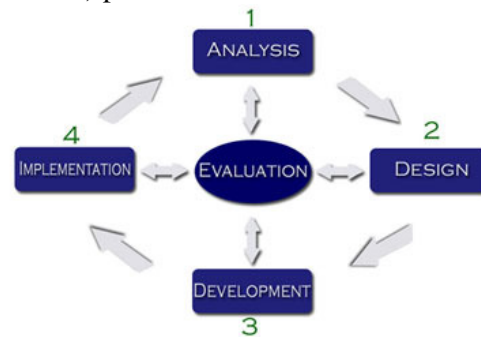 1
ANALYSIS
4
2
IMPLEMENTATION
EVALUATION
DESIGN
DEVELOPMENT
3